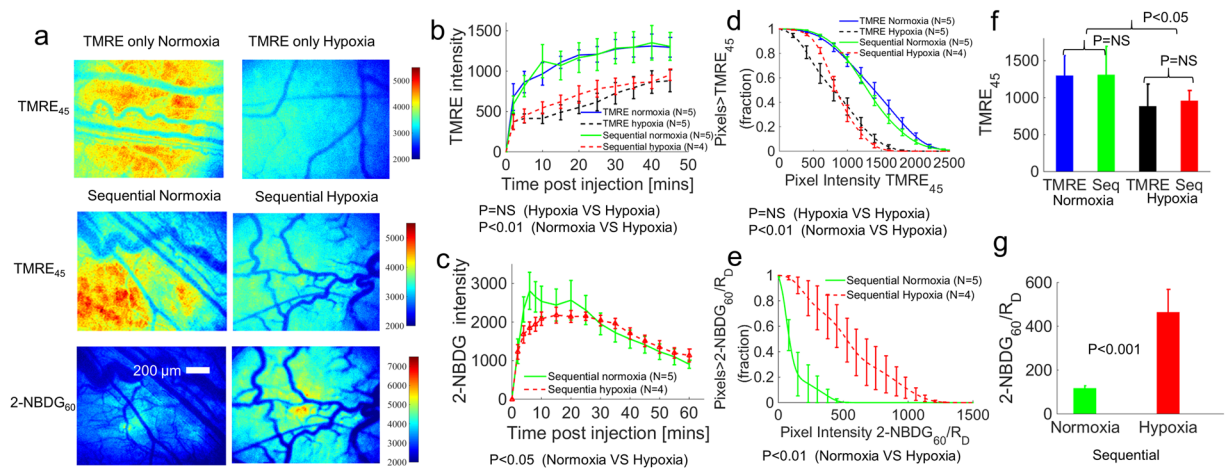 a
TMRE only Normoxia
TMRE only Hypoxia
TMRE45
5000
4000
3000
2000
Sequential Normoxia
Sequential Hypoxia
TMRE45
5000
4000
3000
2000
2-NBDG60
200 µm
7000
6000
5000
4000
3000
2000
b
TMRE intensity
1500
1000
500
0
TMRE normoxia (N=5)
TMRE hypoxia (N=5)
Sequential normoxia (N=5)
Sequential hypoxia (N=4)
0 10 20 30 40 50
Time post injection [mins]
P=NS (Hypoxia VS Hypoxia)
P<0.01 (Normoxia VS Hypoxia)
c
2-NBDG intensity
3000
2000
1000
0
Sequential normoxia (N=5)
Sequentia hypoxia (N=4)
0 10 20 30 40 50 60
Time post injection [mins]
P<0.05 (Normoxia VS Hypoxia)
d
Pixels>TMRE45
(fraction)
1
0.8
0.6
0.4
0.2
0
TMRE Normoxia (N=5)
TMRE Hypoxia (N=5)
Sequential Normoxia (N=5)
Sequential Hypoxia (N=4)
0 500 1000 1500 2000 2500
Pixel Intensity TMRE45
P=NS (Hypoxia VS Hypoxia)
P<0.01 (Normoxia VS Hypoxia)
e
Pixels>2-NBDG60/RD
(fraction)
1
0.8
0.6
0.4
0.2
0
Sequential Normoxia (N=5)
Sequential Hypoxia (N=4)
0 500 1000 1500
Pixel Intensity 2-NBDG60/RD
P<0.01 (Normoxia VS Hypoxia)
f
P<0.05
P=NS
P=NS
TMRE45
1500
1000
500
0
TMRE Seq TMRE Seq
Normoxia Hypoxia
g
2-NBDG60/RD
600
400
200
0
P<0.001
Normoxia Hypoxia
Sequential